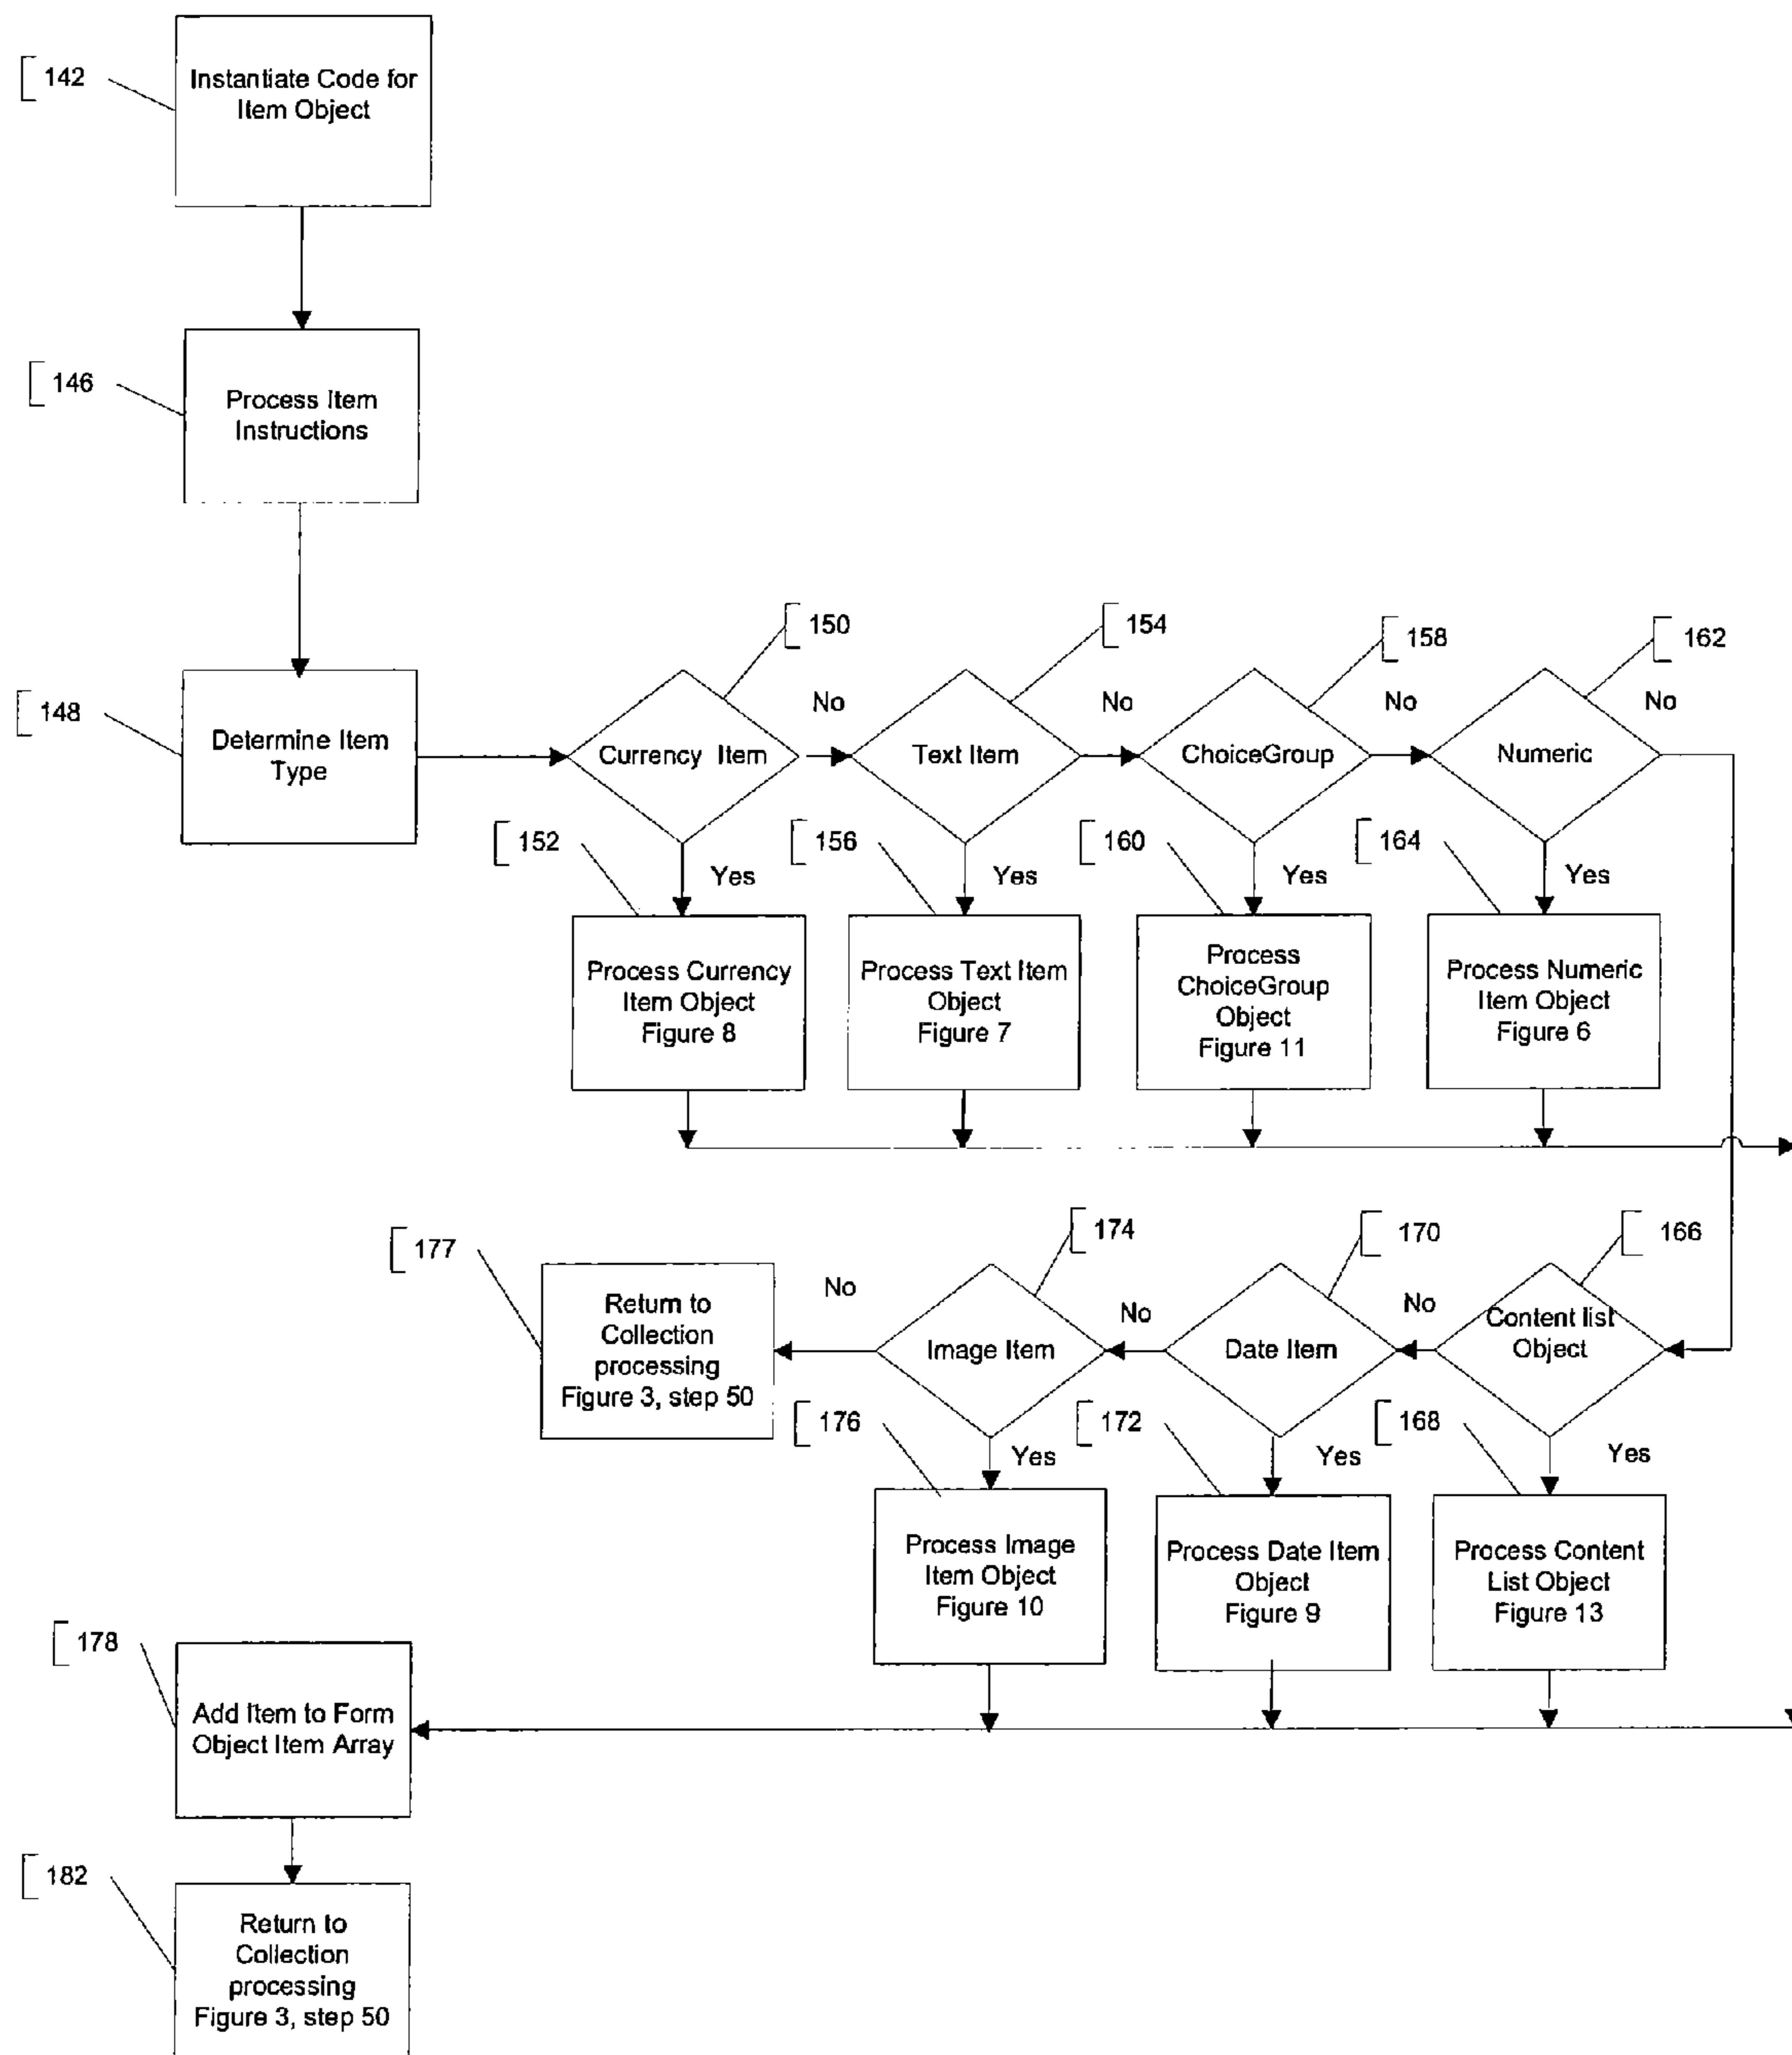 142
Instantiate Code for
Item Object
146
Process Item
Instructions
148
Determine Item
Type
150
Currency Item
No
154
Text Item
No
158
ChoiceGroup
No
162
Numeric
No
152
Yes
Process Currency
Item Object
Figure 8
156
Yes
Process Text Item
Object
Figure 7
160
Yes
Process
ChoiceGroup
Object
Figure 11
164
Yes
Process Numeric
Item Object
Figure 6
166
Content list
Object
No
170
Date Item
No
174
Image Item
No
177
Return to
Collection
processing
Figure 3, step 50
176
Yes
Process Image
Item Object
Figure 10
172
Yes
Process Date Item
Object
Figure 9
168
Yes
Process Content
List Object
Figure 13
178
Add Item to Form
Object Item Array
182
Return to
Collection
processing
Figure 3, step 50